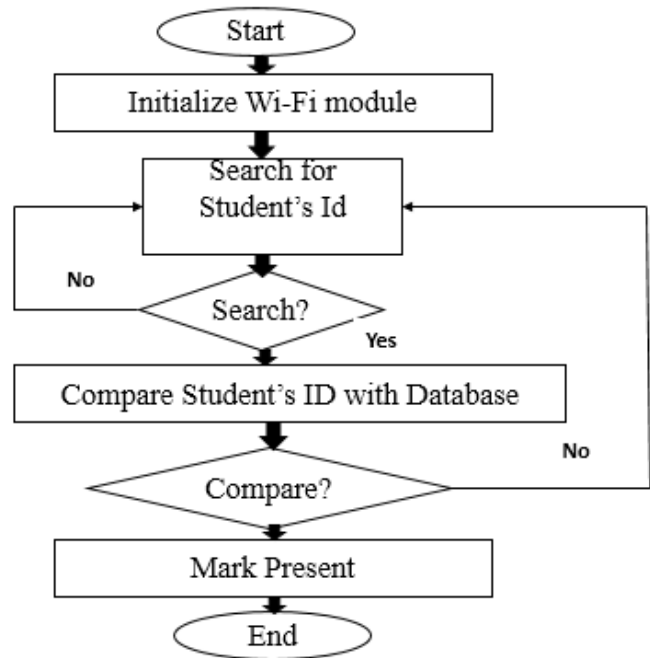 Start
Initialize Wi-Fi module
Search for
Student's Id
No
Search?
Yes
Compare Student's ID with Database
No
Compare?
Mark Present
End